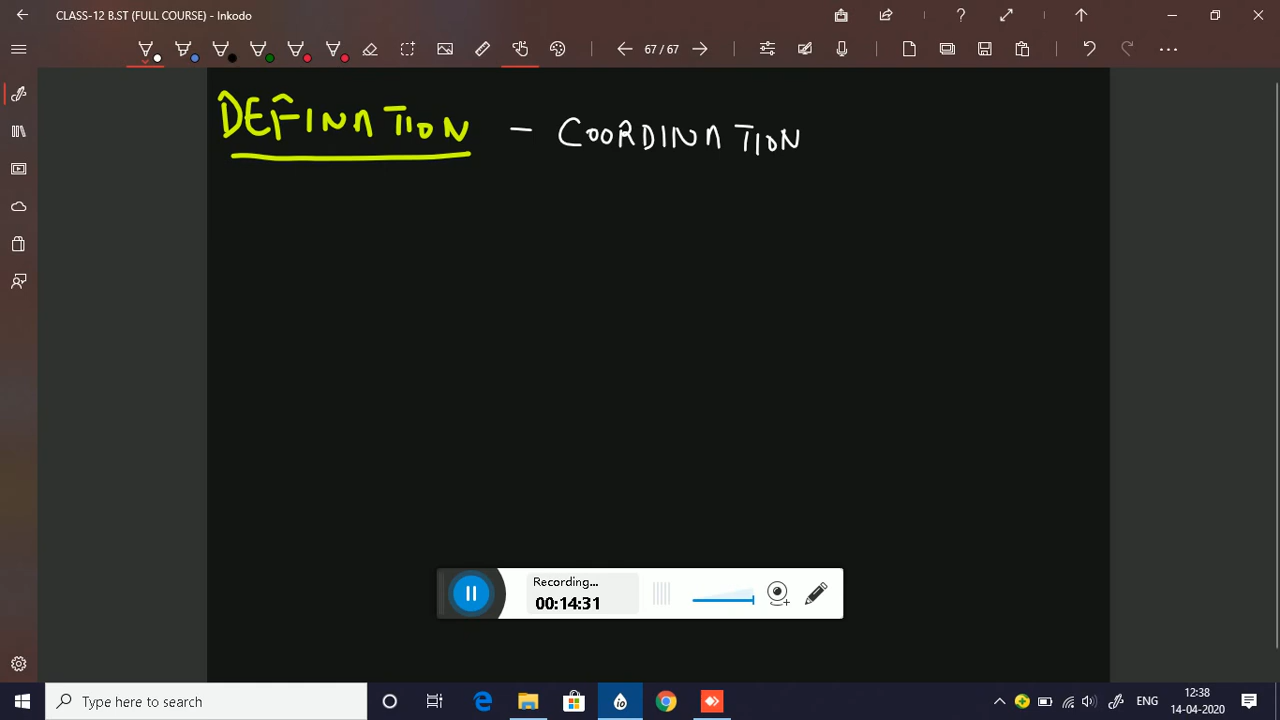 CLASS-12 B.ST (FULL COURSE) - Inkodo
67 / 67
DEFINATION - COORDINATION
Recording...
00:14:31
Type here to search
ENG
12:38
14-04-2020